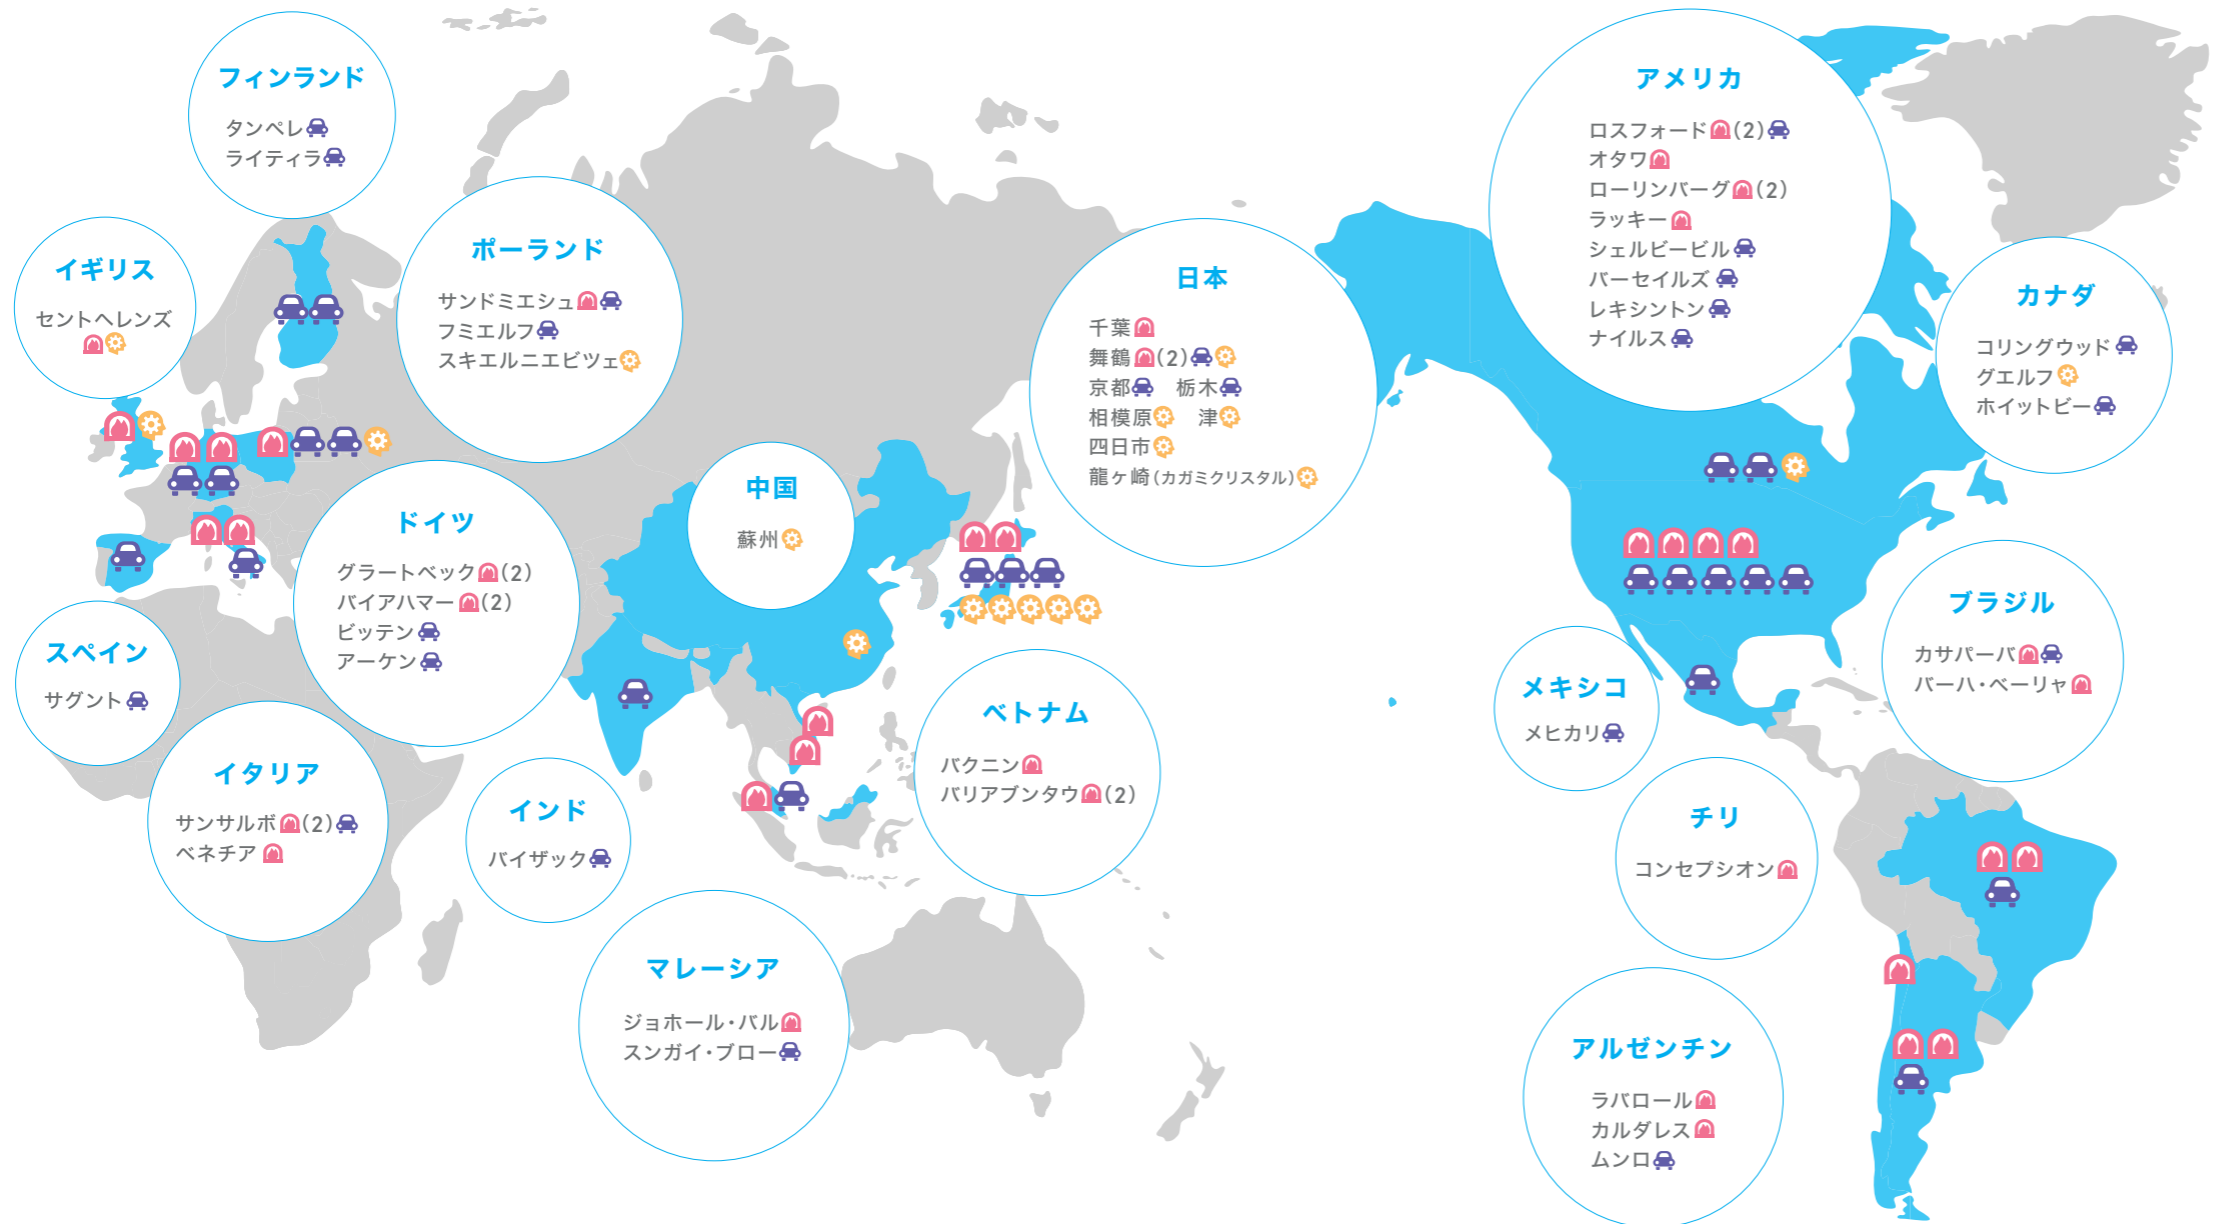 フィンランド
タンペレ
ライティラ
イギリス
セントヘレンズ
ポーランド
サンドミエシュ
フミエルフ
スキエルニエビツェ
日本
千葉
舞鶴(2)
京都 栃木
相模原 津
四日市
龍ヶ崎(カガミクリスタル)
アメリカ
ロスフォード(2)
オタワ
ローリンバーグ(2)
ラッキー
シェルビービル
バーセイルズ
レキシントン
ナイルス
カナダ
コリングウッド
グエルフ
ホイットビー
中国
蘇州
ドイツ
グラートベック(2)
バイアハマー(2)
ビッテン
アーケン
スペイン
サグント
イタリア
サンサルボ(2)
ベネチア
インド
バイザック
ベトナム
バクニン
バリアブンタウ(2)
マレーシア
ジョホール・バル
スンガイ・ブロー
メキシコ
メヒカリ
ブラジル
カサパーバ
バーハ・ベーリャ
チリ
コンセプシオン
アルゼンチン
ラバロール
カルダレス
ムンロ